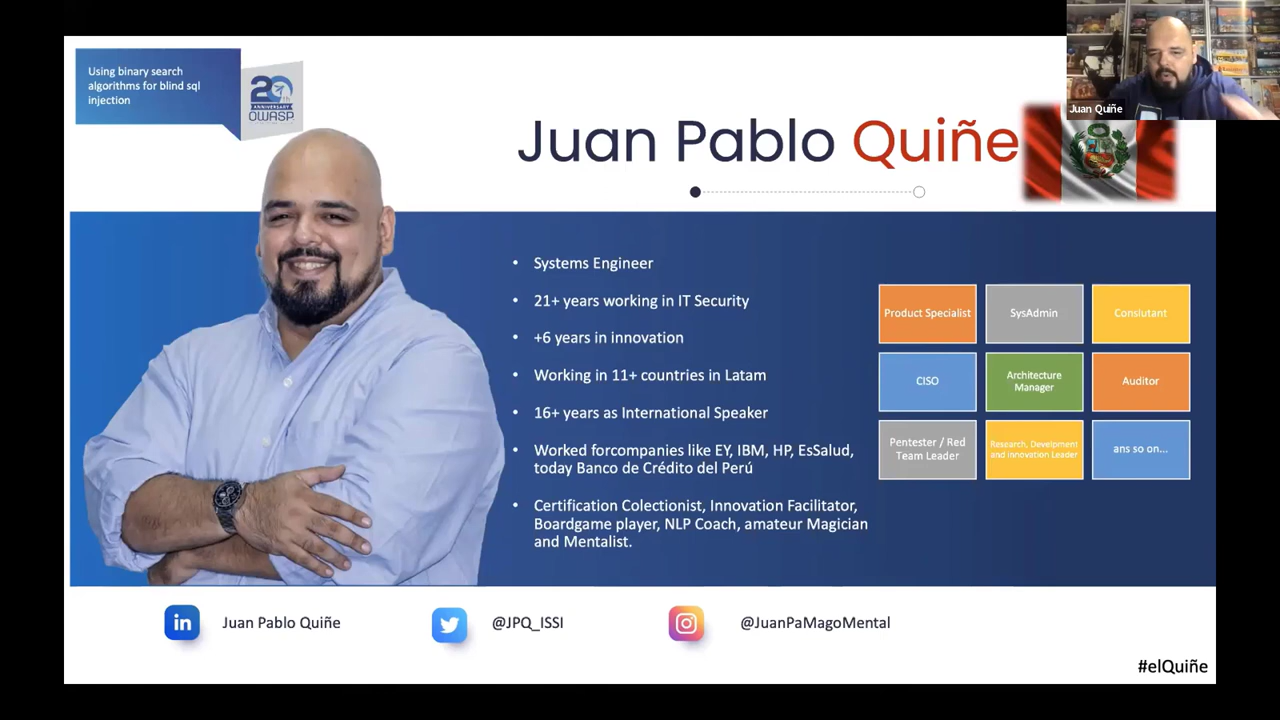 Using binary search
algorithms for blind sql
injection
20th
ANNIVERSARY
OWASP
Juan Quiñe
Juan Pablo Quiñe
• Systems Engineer
• 21+ years working in IT Security
• +6 years in innovation
• Working in 11+ countries in Latam
• 16+ years as International Speaker
• Worked forcompanies like EY, IBM, HP, EsSalud,
today Banco de Crédito del Perú
• Certification Colectionist, Innovation Facilitator,
Boardgame player, NLP Coach, amateur Magician
and Mentalist.
Product Specialist
SysAdmin
Conslutant
CISO
Architecture
Manager
Auditor
Pentester / Red
Team Leader
Research, Develpment
and innovation Leader
ans so on...
in
Juan Pablo Quiñe
@JPQ_ISSI
@JuanPaMagoMental
#elQuiñe